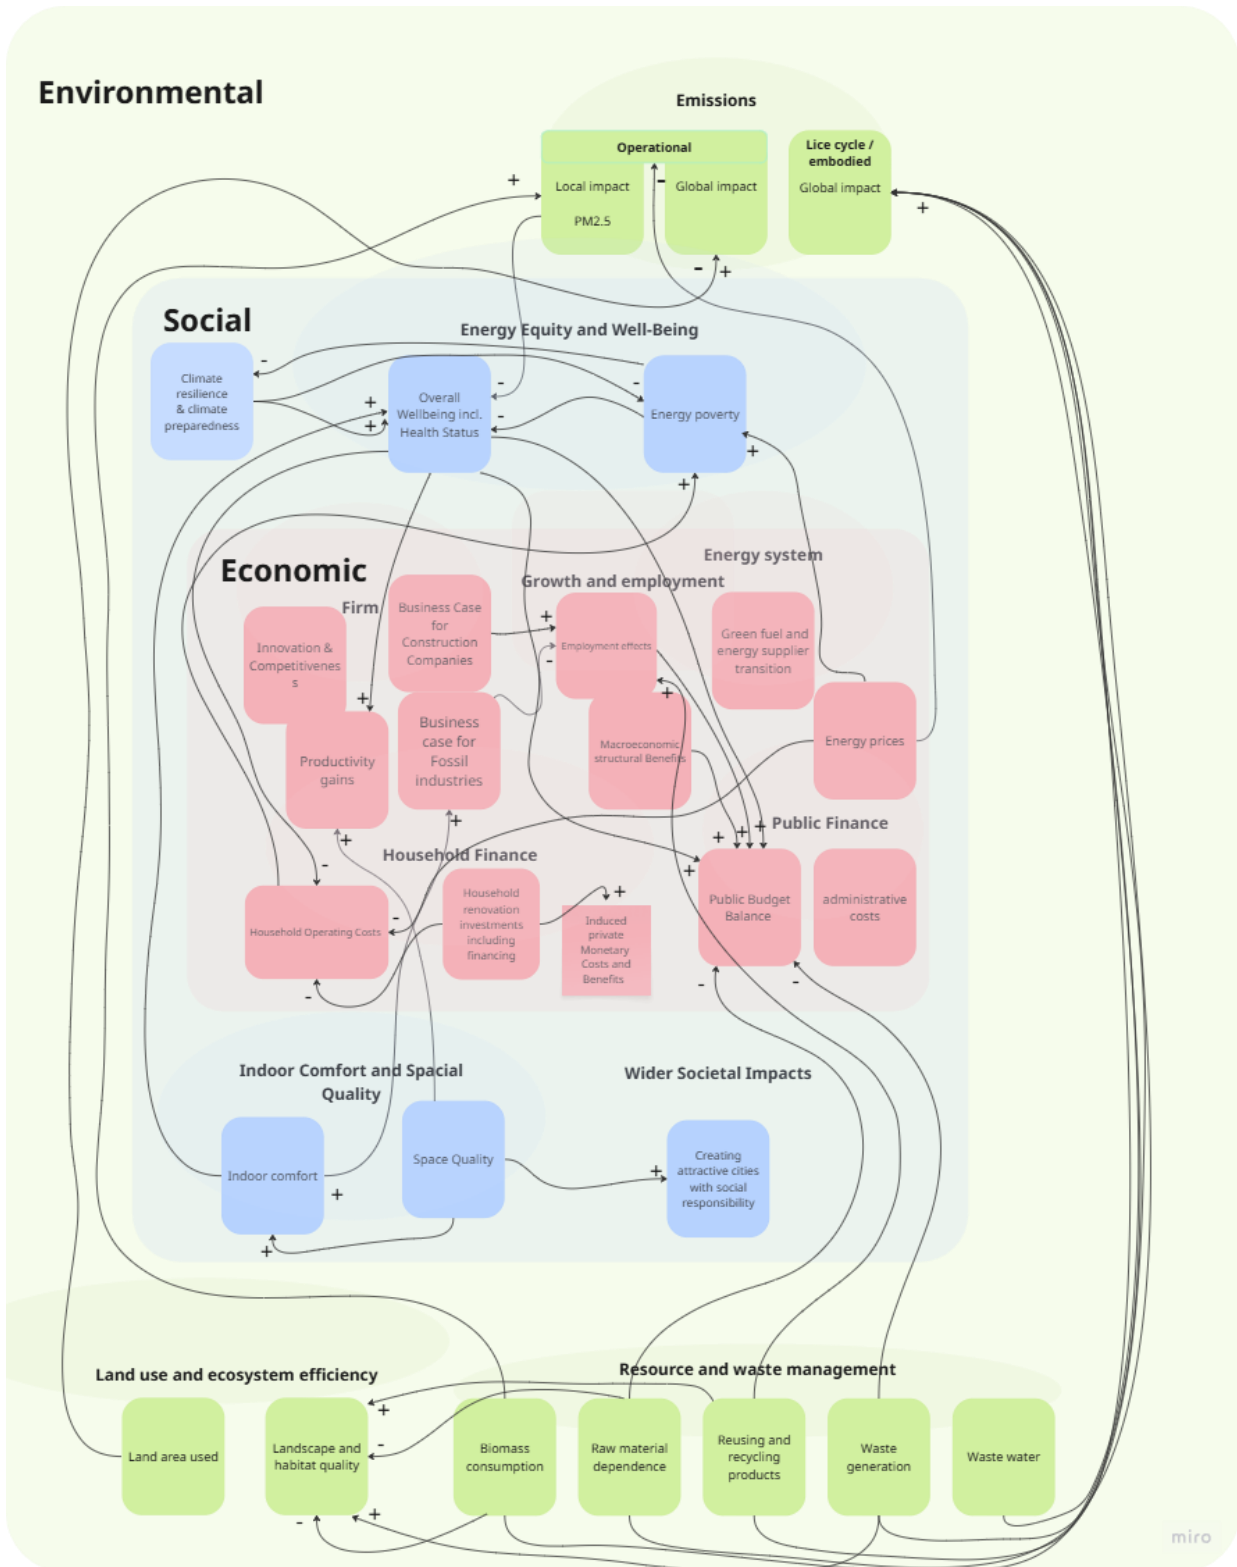 Environmental
Emissions
Operational
Lice cycle /
embodied
Local impact
PM2.5
Global impact
Global impact
+
-
+
-
+
Social
Energy Equity and Well-Being
Climate
resilience
& climate
preparedness
-
+
+
Overall
Wellbeing incl.
Health Status
-
-
-
Energy poverty
+
+
Economic
Energy system
Growth and employment
Firm
Innovation &
Competitivenes
s
Business Case
for
Construction
Companies
+
-
Employment effects
+
Green fuel and
energy supplier
transition
+
Productivity
gains
+
Business
case for
Fossil
industries
+
Macroeconomic
structural Benefits
Energy prices
Public Finance
+
+
+
+
Household Finance
-
Household Operating Costs
-
-
Household
renovation
investments
including
financing
+
Induced
private
Monetary
Costs and
Benefits
Public Budget
Balance
-
-
administrative
costs
Indoor Comfort and Spacial
Quality
Wider Societal Impacts
Indoor comfort
+
+
Space Quality
+
Creating
attractive cities
with social
responsibility
Land use and ecosystem efficiency
Resource and waste management
Land area used
Landscape and
habitat quality
+
-
-
+
Biomass
consumption
Raw material
dependence
Reusing and
recycling
products
Waste
generation
Waste water
miro